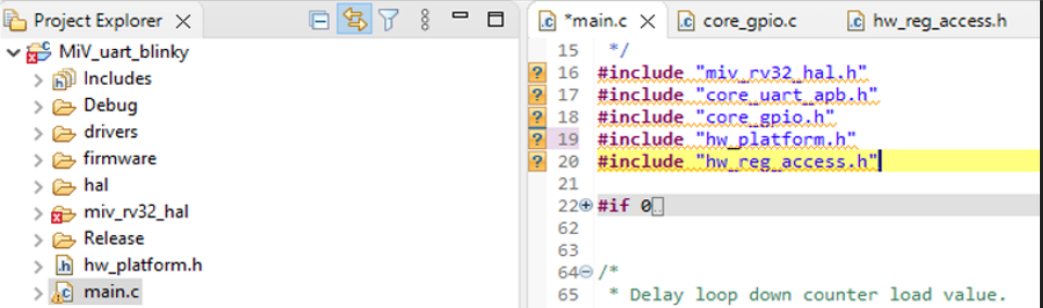 Project Explorer
MiV_uart_blinky
Includes
Debug
drivers
firmware
hal
miv_rv32_hal
Release
hw_platform.h
main.c
*main.c core_gpio.c hw_reg_access.h
15 */
16 #include "miv_rv32_hal.h"
17 #include "core_uart_apb.h"
18 #include "core_gpio.h"
19 #include "hw_platform.h"
20 #include "hw_reg_access.h"
21
22 #if 0
62
63
64 /*
65 * Delay loop down counter load value.